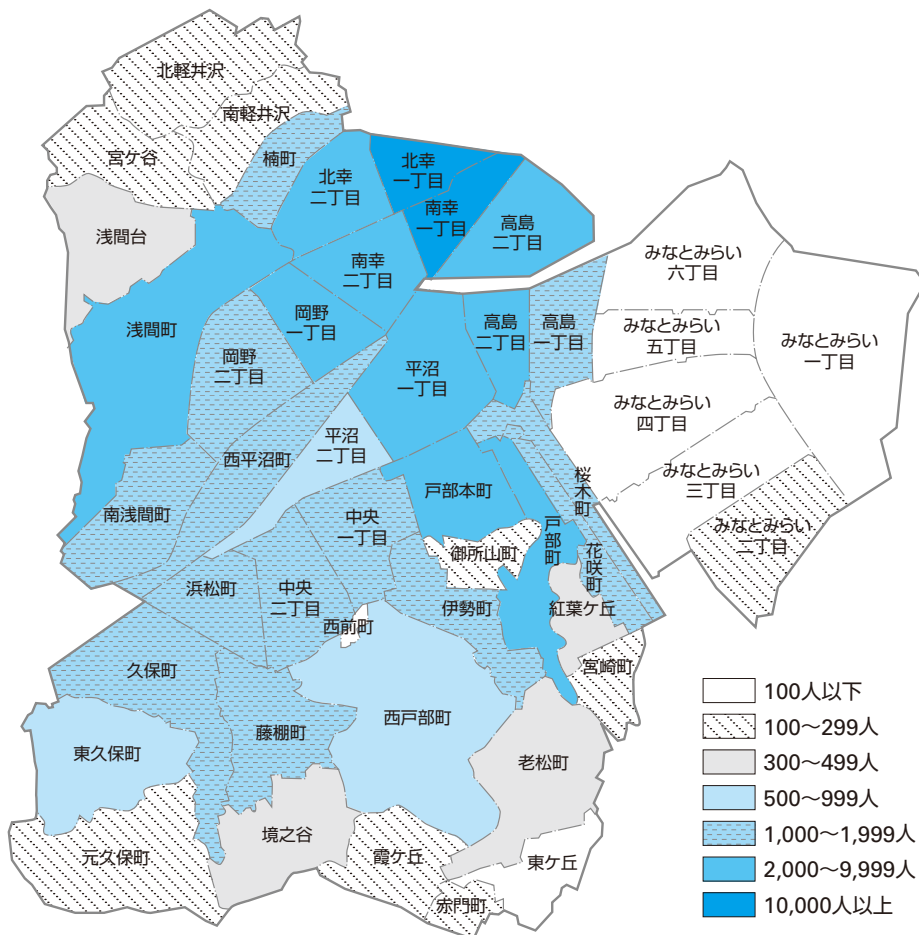 北軽井沢
南軽井沢
宮ケ谷
楠町
北幸
二丁目
北幸
一丁目
南幸
一丁目
高島
二丁目
浅間台
南幸
二丁目
みなとみらい
六丁目
浅間町
岡野
一丁目
高島
二丁目
高島
一丁目
みなとみらい
五丁目
みなとみらい
一丁目
岡野
二丁目
平沼
一丁目
みなとみらい
四丁目
西平沼町
平沼
二丁目
みなとみらい
三丁目
南浅間町
戸部本町
桜木町
みなとみらい
二丁目
中央
一丁目
御所山町
戸部町
花咲町
浜松町
中央
二丁目
西前町
伊勢町
紅葉ケ丘
久保町
宮崎町
東久保町
藤棚町
西戸部町
老松町
元久保町
境之谷
霞ケ丘
東ケ丘
赤門町
100人以下
100〜299人
300〜499人
500〜999人
1,000〜1,999人
2,000〜9,999人
10,000人以上